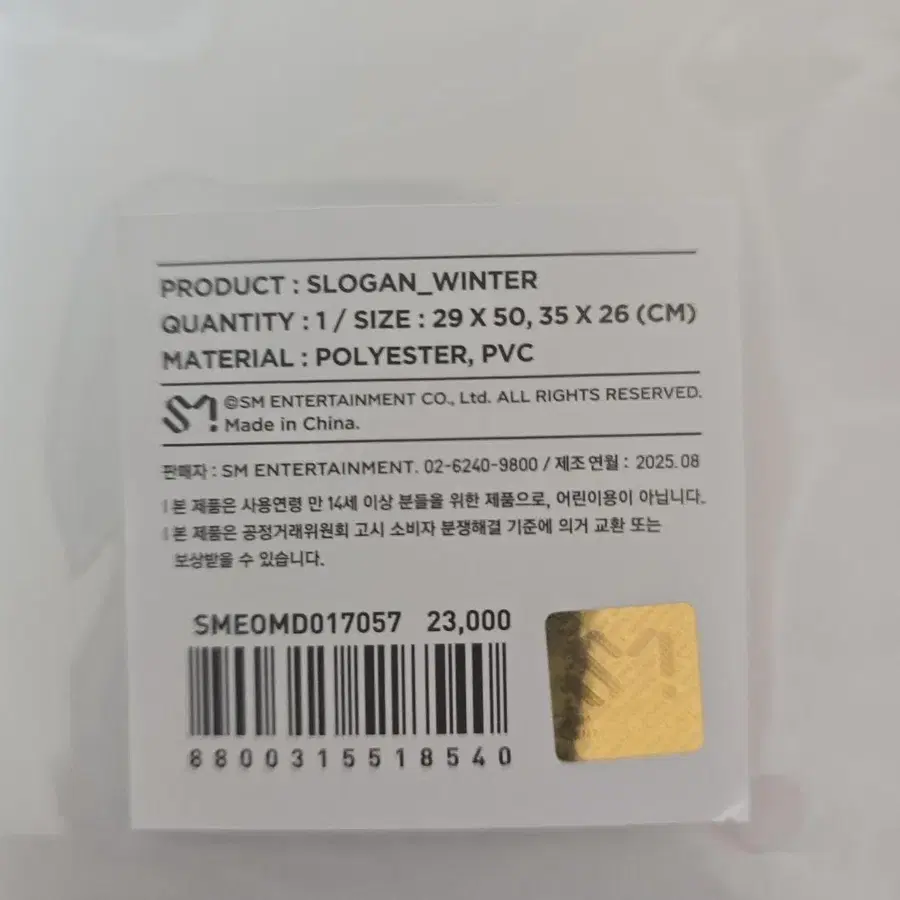 PRODUCT : SLOGAN_WINTER
QUANTITY : 1 / SIZE : 29 X 50, 35 X 26 (CM)
MATERIAL : POLYESTER, PVC
SM
©SM ENTERTAINMENT CO., Ltd. ALL RIGHTS RESERVED.
Made in China.
판매자 : SM ENTERTAINMENT. 02-6240-9800 / 제조연월 : 2025.08
| 본 제품은 사용연령 만 14세 이상 분들을 위한 제품으로, 어린이용이 아닙니다.
| 본 제품은 공정거래위원회 고시 소비자 분쟁해결 기준에 의거 교환 또는
보상받을 수 있습니다.
SMEOMD017057 23,000
8800315518540
SM